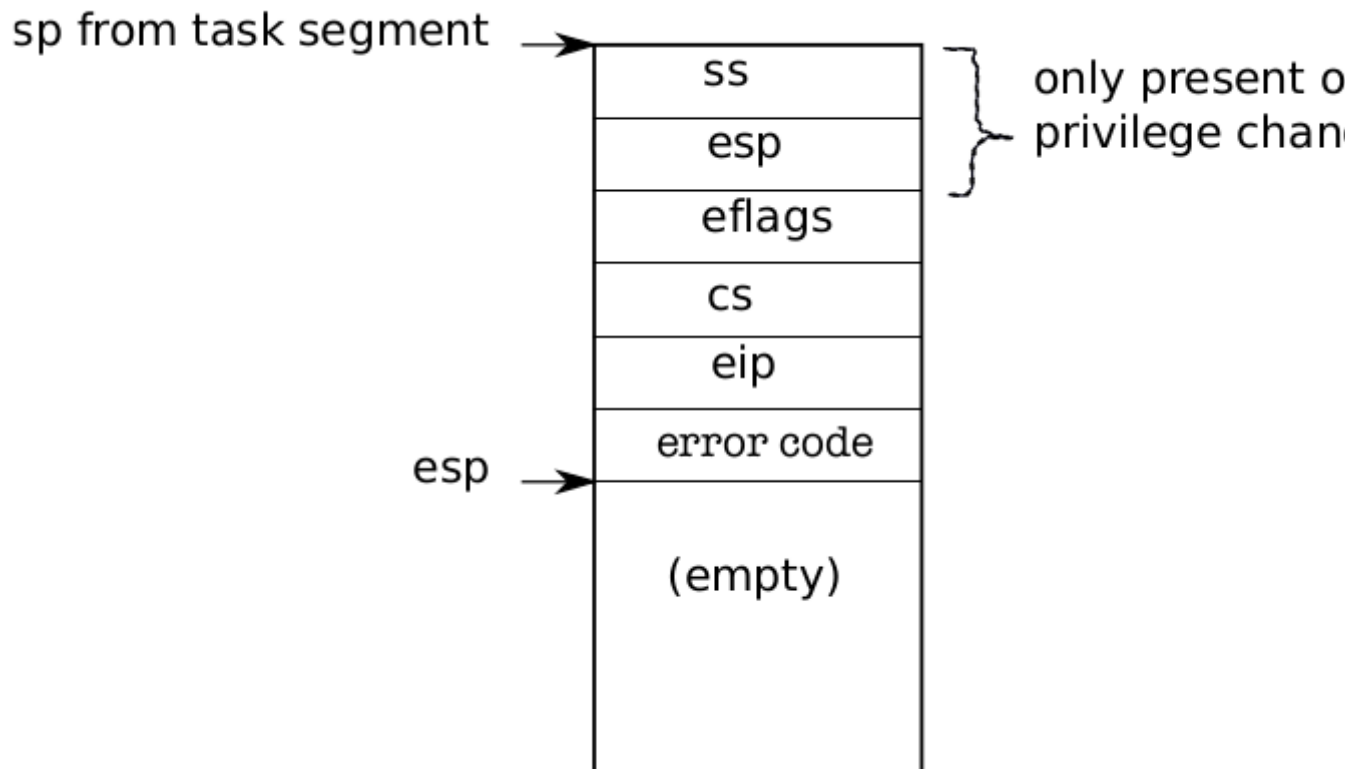 sp from task segment
ss
only present o
privilege chan
esp
eflags
cs
eip
error code
esp
(empty)